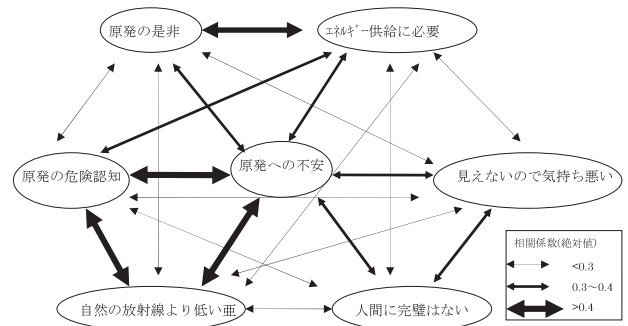 原発の是非
エネルギー供給に必要
原発の危険認知
原発への不安
見えないので気持ち悪い
自然の放射線より低い亜
人間に完璧はない
相関係数(絶対値)
<0.3
0.3～0.4
>0.4